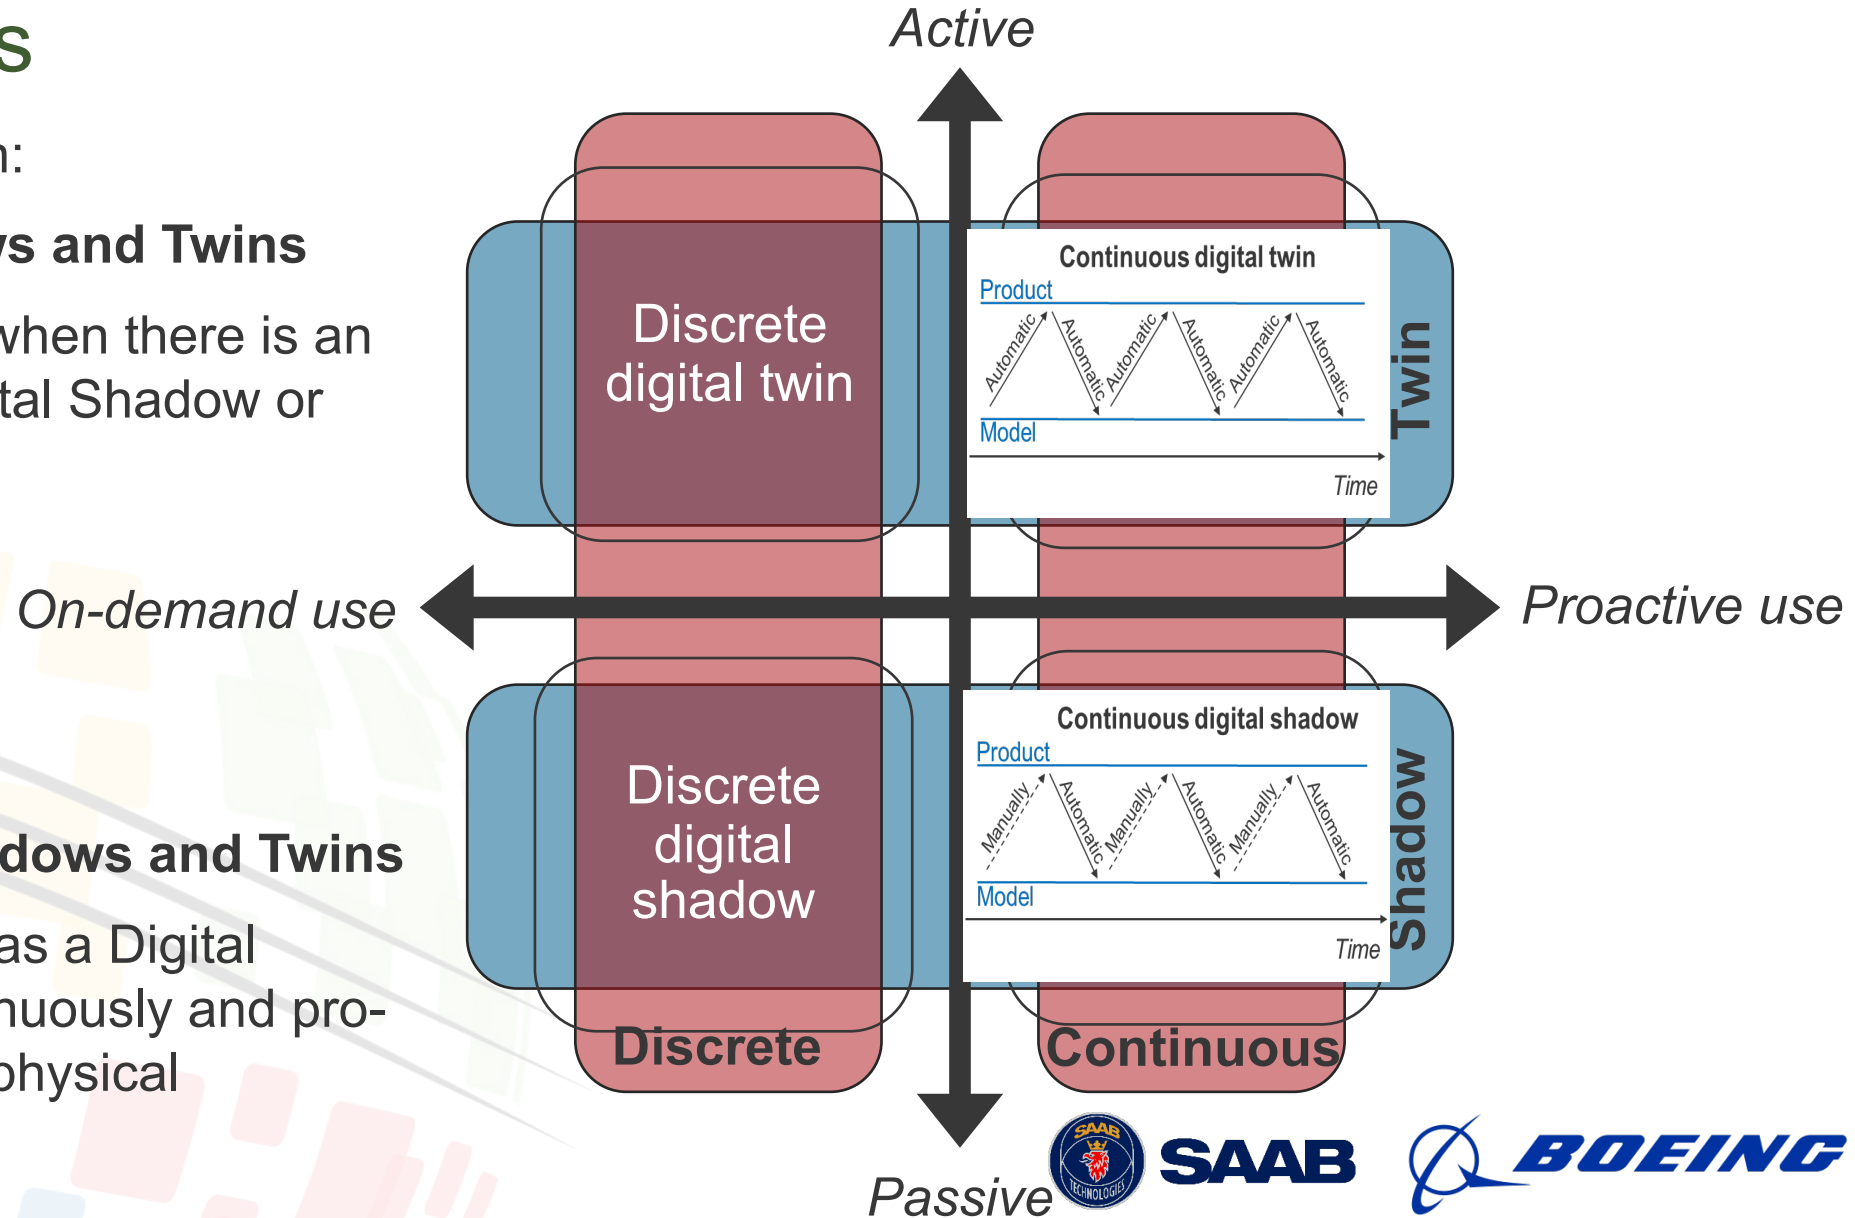 s
Active
n:
ys and Twins
when there is an
tal Shadow or
dows and Twins
as a Digital
nuously and pro-
physical
On-demand use
Proactive use
Discrete
digital twin
Continuous digital twin
Product
Automatic
Automatic
Automatic
Automatic
Automatic
Automatic
Model
Time
Twin
Discrete
digital
shadow
Continuous digital shadow
Product
Manually
Automatic
Manually
Automatic
Manually
Automatic
Model
Time
Shadow
Discrete
Continuous
Passive
SAAB
TECHNOLOGIES
SAAB
BOEING